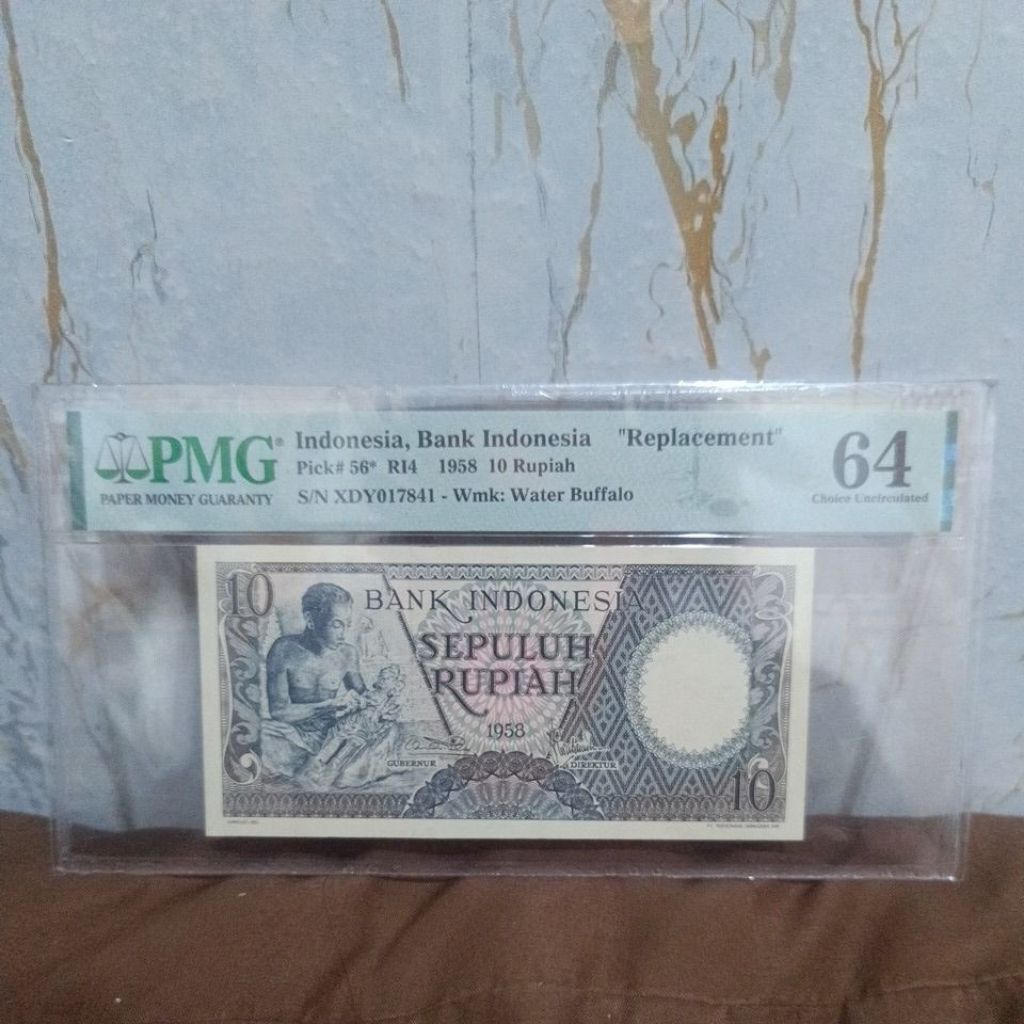 PMG®
PAPER MONEY GUARANTY
Indonesia, Bank Indonesia "Replacement"
Pick# 56* RI4 1958 10 Rupiah
S/N XDY017841 - Wmk: Water Buffalo
64
Choice Uncirculated
10
BANK INDONESIA
SEPULUH
RUPIAH
1958
GUBERNUR
DIREKTUR
10